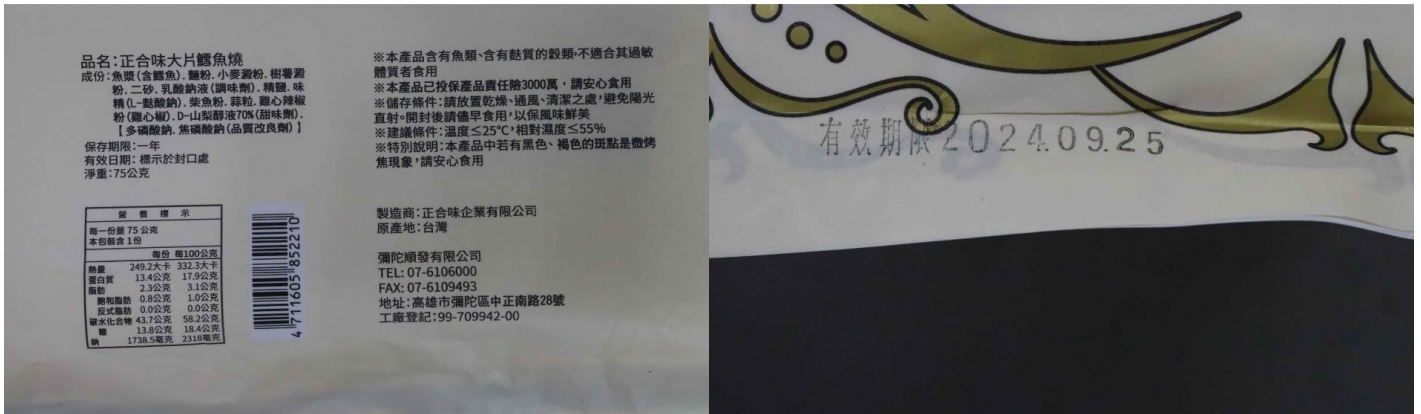 品名:正合味大片鱈魚燒
成份:魚漿(含鱈魚).麵粉.小麥澱粉.樹薯澱
粉.二砂.乳酸鈉液(調味劑).精鹽.味
精(L-麩酸鈉).柴魚粉.蒜粒.雞心辣椒
粉(雞心椒).D-山梨醇液70%(甜味劑).
【多磷酸鈉.焦磷酸鈉(品質改良劑)】
保存期限:一年
有效日期:標示於封口處
淨重:75公克
營 養 標 示
每一份量 75 公克
本包裝含 1份
每份 每100公克
熱量 249.2大卡 332.3大卡
蛋白質 13.4公克 17.9公克
脂肪 2.3公克 3.1公克
飽和脂肪 0.8公克 1.0公克
反式脂肪 0.0公克 0.0公克
碳水化合物 43.7公克 58.2公克
糖 13.8公克 18.4公克
鈉 1738.5毫克 2318毫克
4 711605 852210
※本產品含有魚類、含有麩質的穀類,不適合其過敏
體質者食用
※本產品已投保產品責任險3000萬,請安心食用
※儲存條件:請放置乾燥、通風、清潔之處,避免陽光
直射。開封後請儘早食用,以保風味鮮美
※建議條件:溫度≤25°C,相對濕度≤55%
※特別說明:本產品中若有黑色、褐色的斑點是微烤
焦現象,請安心食用
製造商:正合味企業有限公司
原產地:台灣
彌陀順發有限公司
TEL: 07-6106000
FAX: 07-6109493
地址:高雄市彌陀區中正南路28號
工廠登記:99-709942-00
有效期限2024.09.25